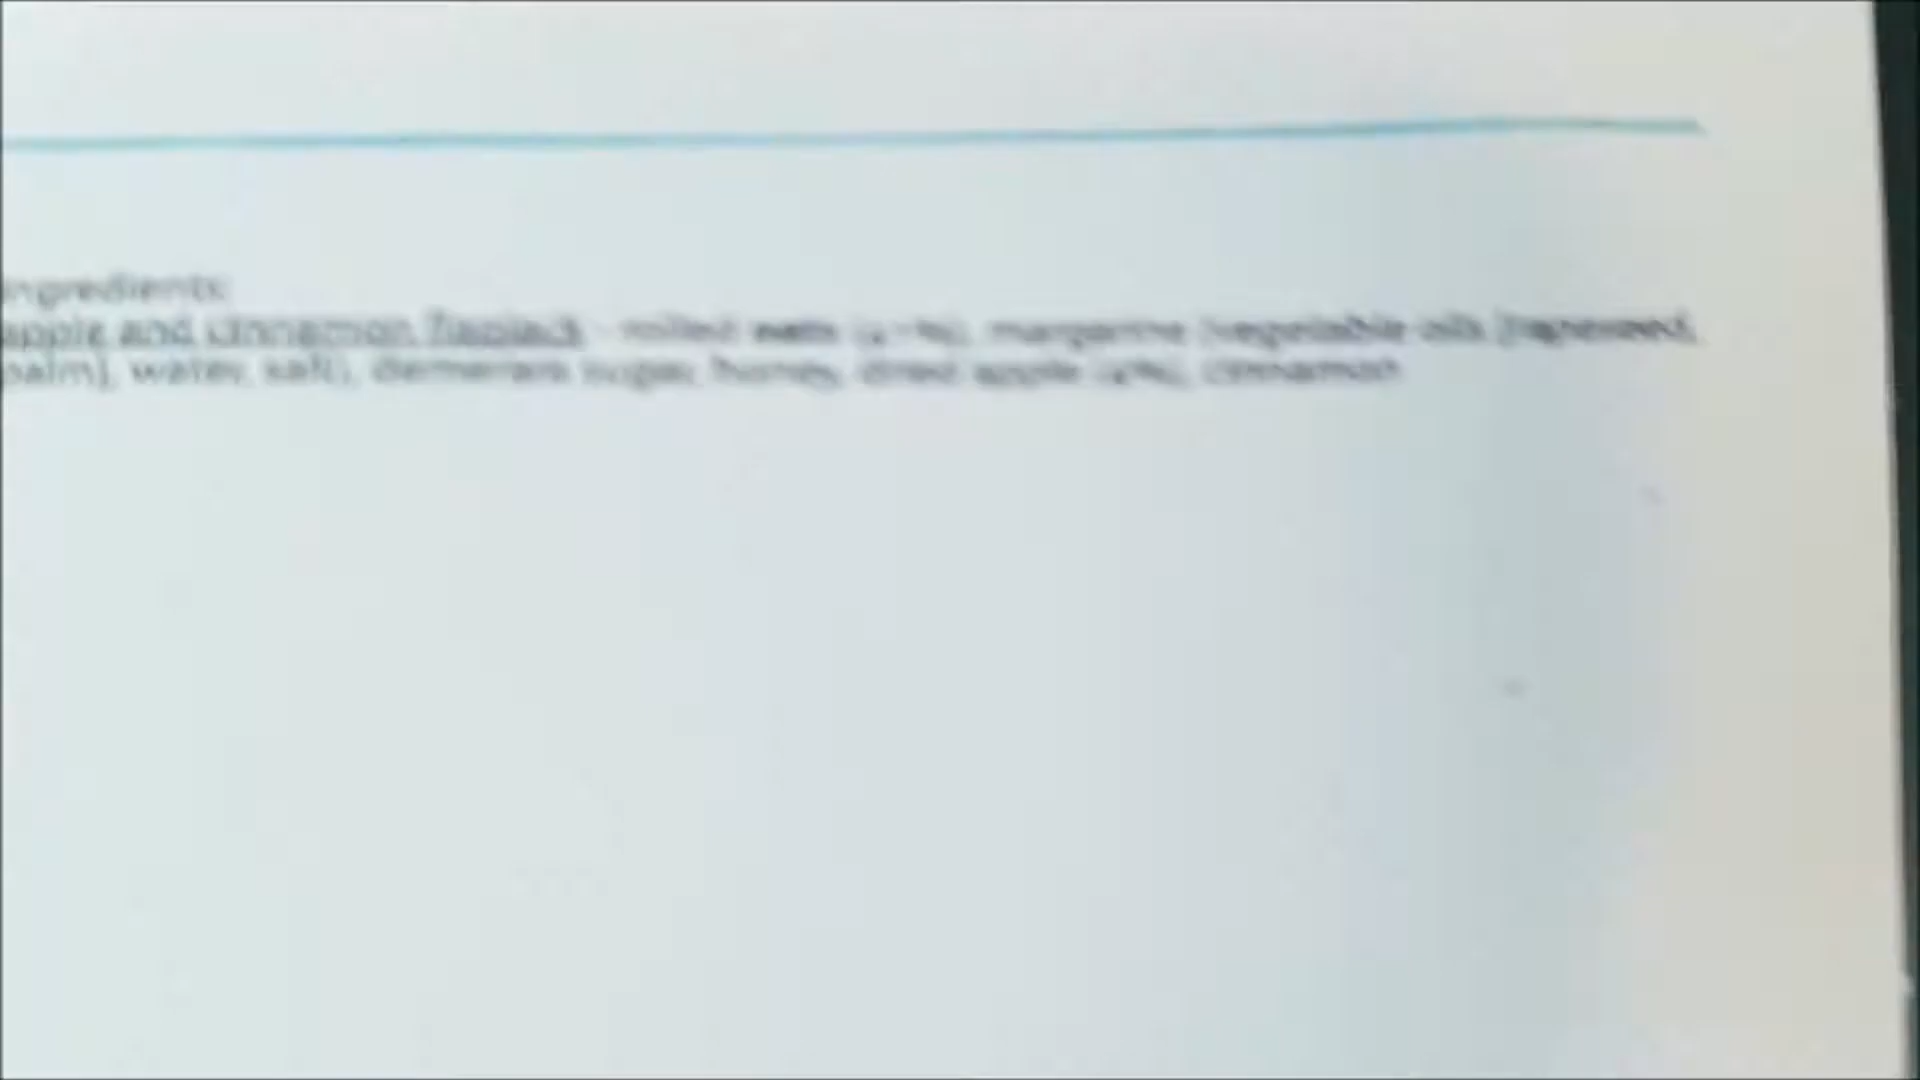 ingredients:
apple and cinnamon flapjack - rolled oats margarine (vegetable oils [rapeseed,
palm], water, salt), demerara sugar, honey, dried apple cinnamon